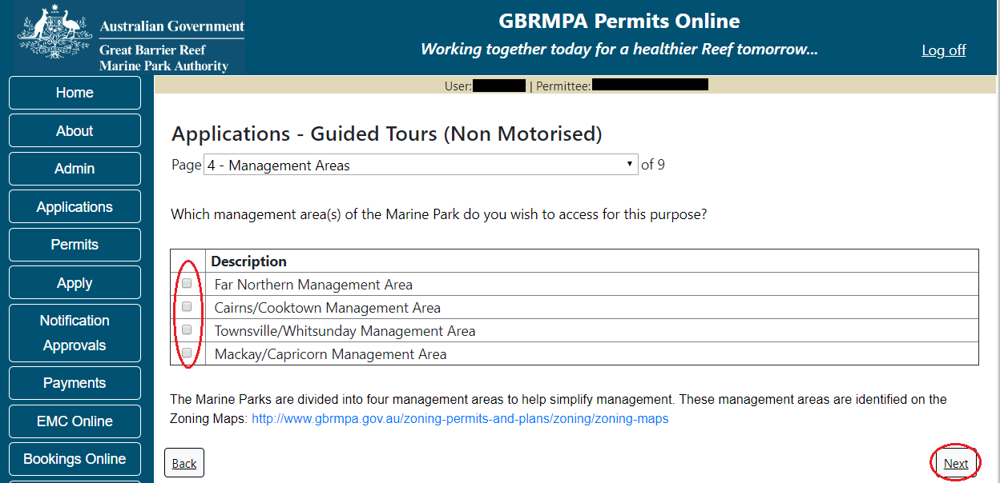 Australian Government
Great Barrier Reef
Marine Park Authority
GBRMPA Permits Online
Working together today for a healthier Reef tomorrow...
Log off
User: | Permittee:
Home
About
Admin
Applications
Permits
Apply
Notification
Approvals
Payments
EMC Online
Bookings Online
Applications - Guided Tours (Non Motorised)
Page 4 - Management Areas of 9
Which management area(s) of the Marine Park do you wish to access for this purpose?
Description
Far Northern Management Area
Cairns/Cooktown Management Area
Townsville/Whitsunday Management Area
Mackay/Capricorn Management Area
The Marine Parks are divided into four management areas to help simplify management. These management areas are identified on the
Zoning Maps: http://www.gbrmpa.gov.au/zoning-permits-and-plans/zoning/zoning-maps
Back
Next